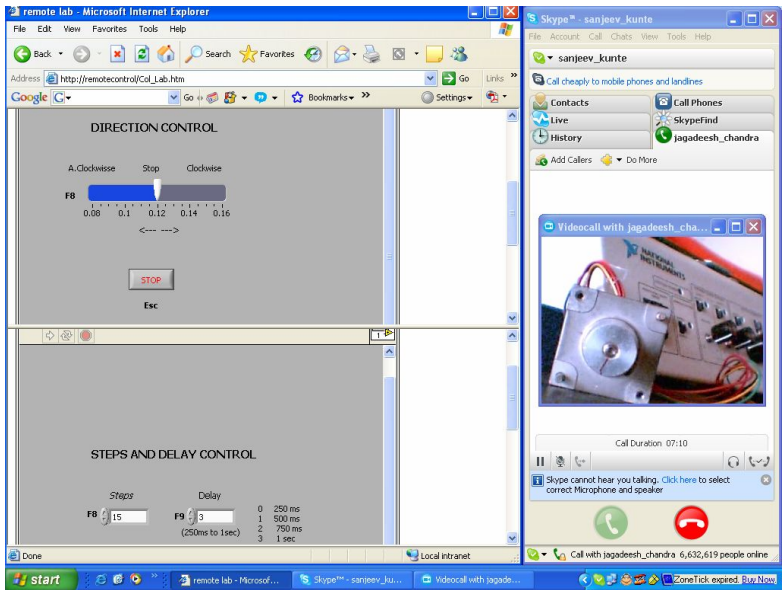 remote lab - Microsoft Internet Explorer
File Edit View Favorites Tools Help
Back Search Favorites
Address http://remotecontrol/Col_Lab.htm Go Links »
Google G Go Bookmarks » Settings
DIRECTION CONTROL
A.Clockwisse Stop Clockwise
F8
0.08 0.1 0.12 0.14 0.16
<--- --->
STOP
Esc
1
STEPS AND DELAY CONTROL
Steps Delay
F8 15 F9 3
(250ms to 1sec)
0 250 ms
1 500 ms
2 750 ms
3 1 sec
Done Local intranet
Skype™ - sanjeev_kunte
File Account Call Chats View Tools Help
sanjeev_kunte
Call cheaply to mobile phones and landlines
Contacts Call Phones
Live SkypeFind
History jagadeesh_chandra
Add Callers Do More
Videocall with jagadeesh_cha...
NATIONAL
INSTRUMENTS
Call Duration 07:10
Skype cannot hear you talking. Click here to select
correct Microphone and speaker
Call with jagadeesh_chandra 6,632,619 people online
start » remote lab - Microsof... Skype™ - sanjeev_ku... Videocall with jagade... ZoneTick expired. Buy Now.